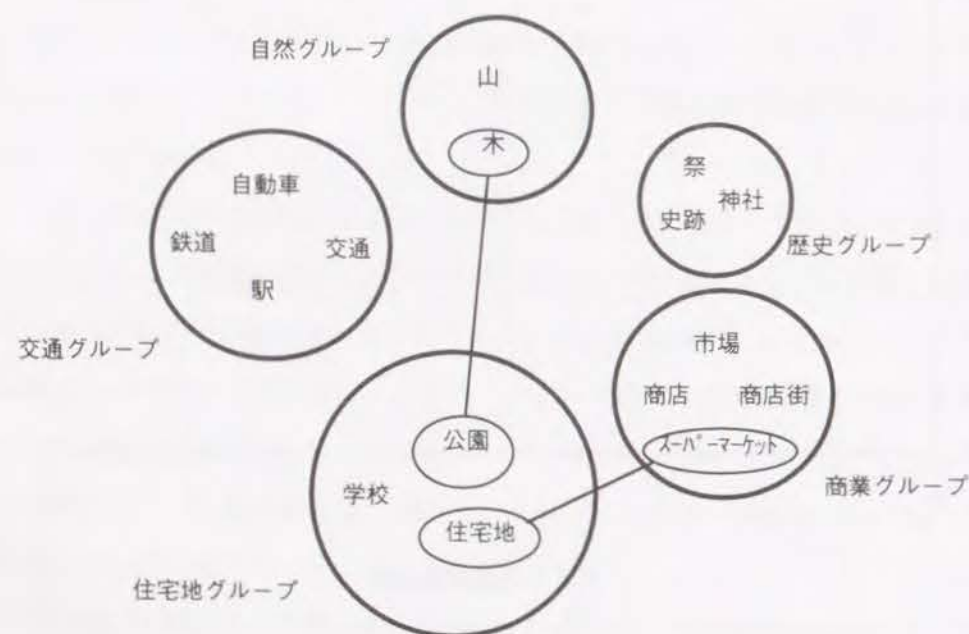 自然グループ
山
木
自動車
鉄道
交通
駅
交通グループ
祭
神社
史跡
歴史グループ
市場
商店
商店街
スーパーマーケット
商業グループ
公園
学校
住宅地
住宅地グループ